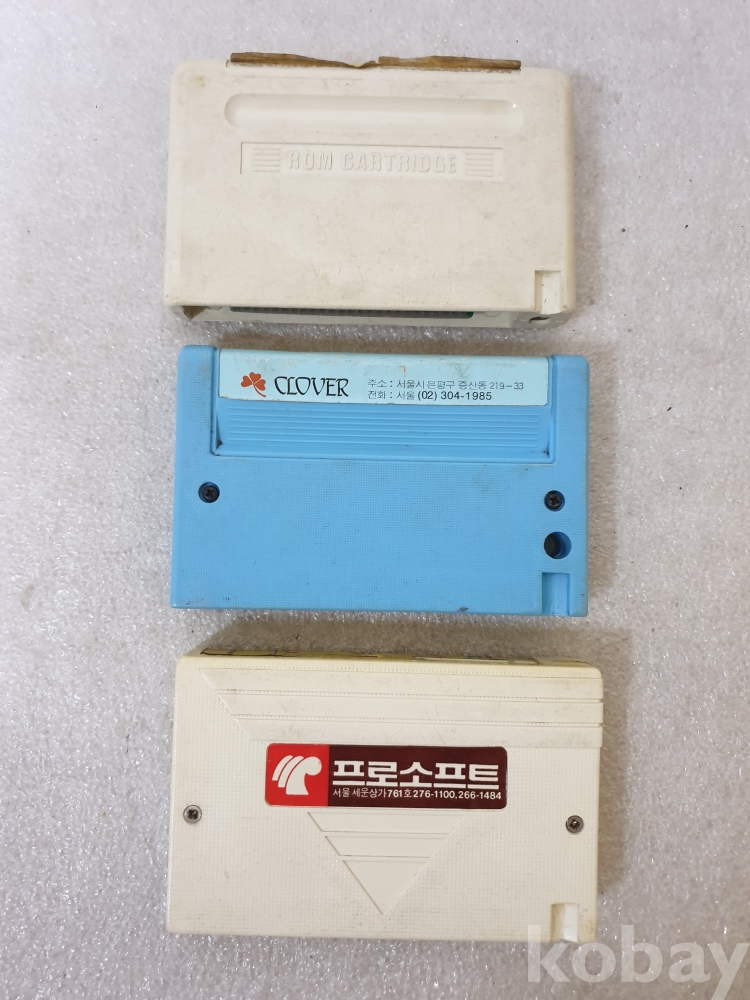 ROM CARTRIDGE
CLOVER
주소 : 서울시 은평구 증산동 219-33
전화 : 서울 (02) 304-1985
프로소프트
서울 세운상가 761호 276-1100, 266-1484
kobay